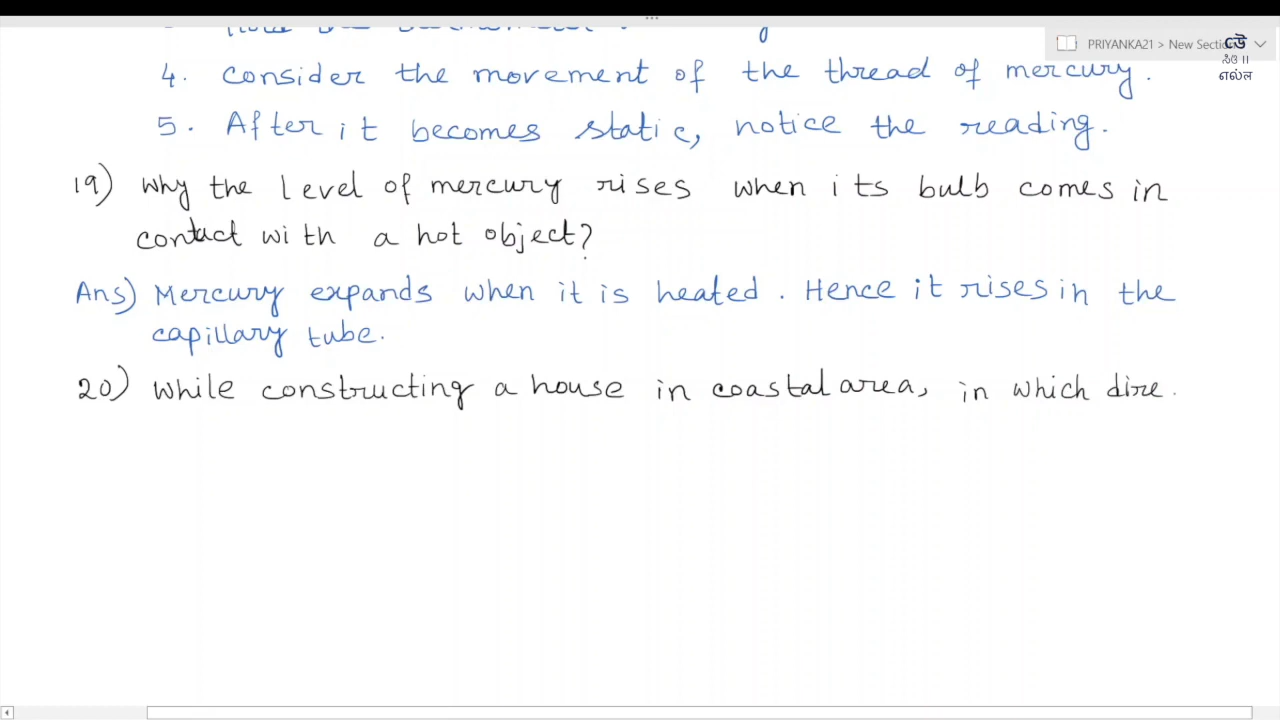 4. Consider the movement of the thread of mercury.
PRIYANKA21 > New Section
5. After it becomes static, notice the reading.
19) Why the level of mercury rises when its bulb comes in
contact with a hot object?
Ans) Mercury expands when it is heated. Hence it rises in the
capillary tube.
20) While constructing a house in coastal area, in which dire.